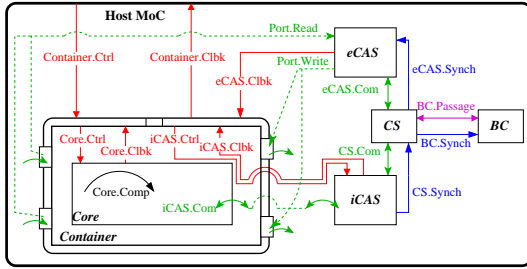 Host MoC
Port.Read
Container.Ctrl
Container.Clbk
Port.Write
eCAS
eCAS.Clbk
eCAS.Synch
eCAS.Com
BC.Passage
CS
BC
BC.Synch
Core.Ctrl
iCAS.Ctrl
Core.Clbk
iCAS.Clbk
CS.Com
Core.Comp
CS.Synch
iCAS.Com
iCAS
Core
Container